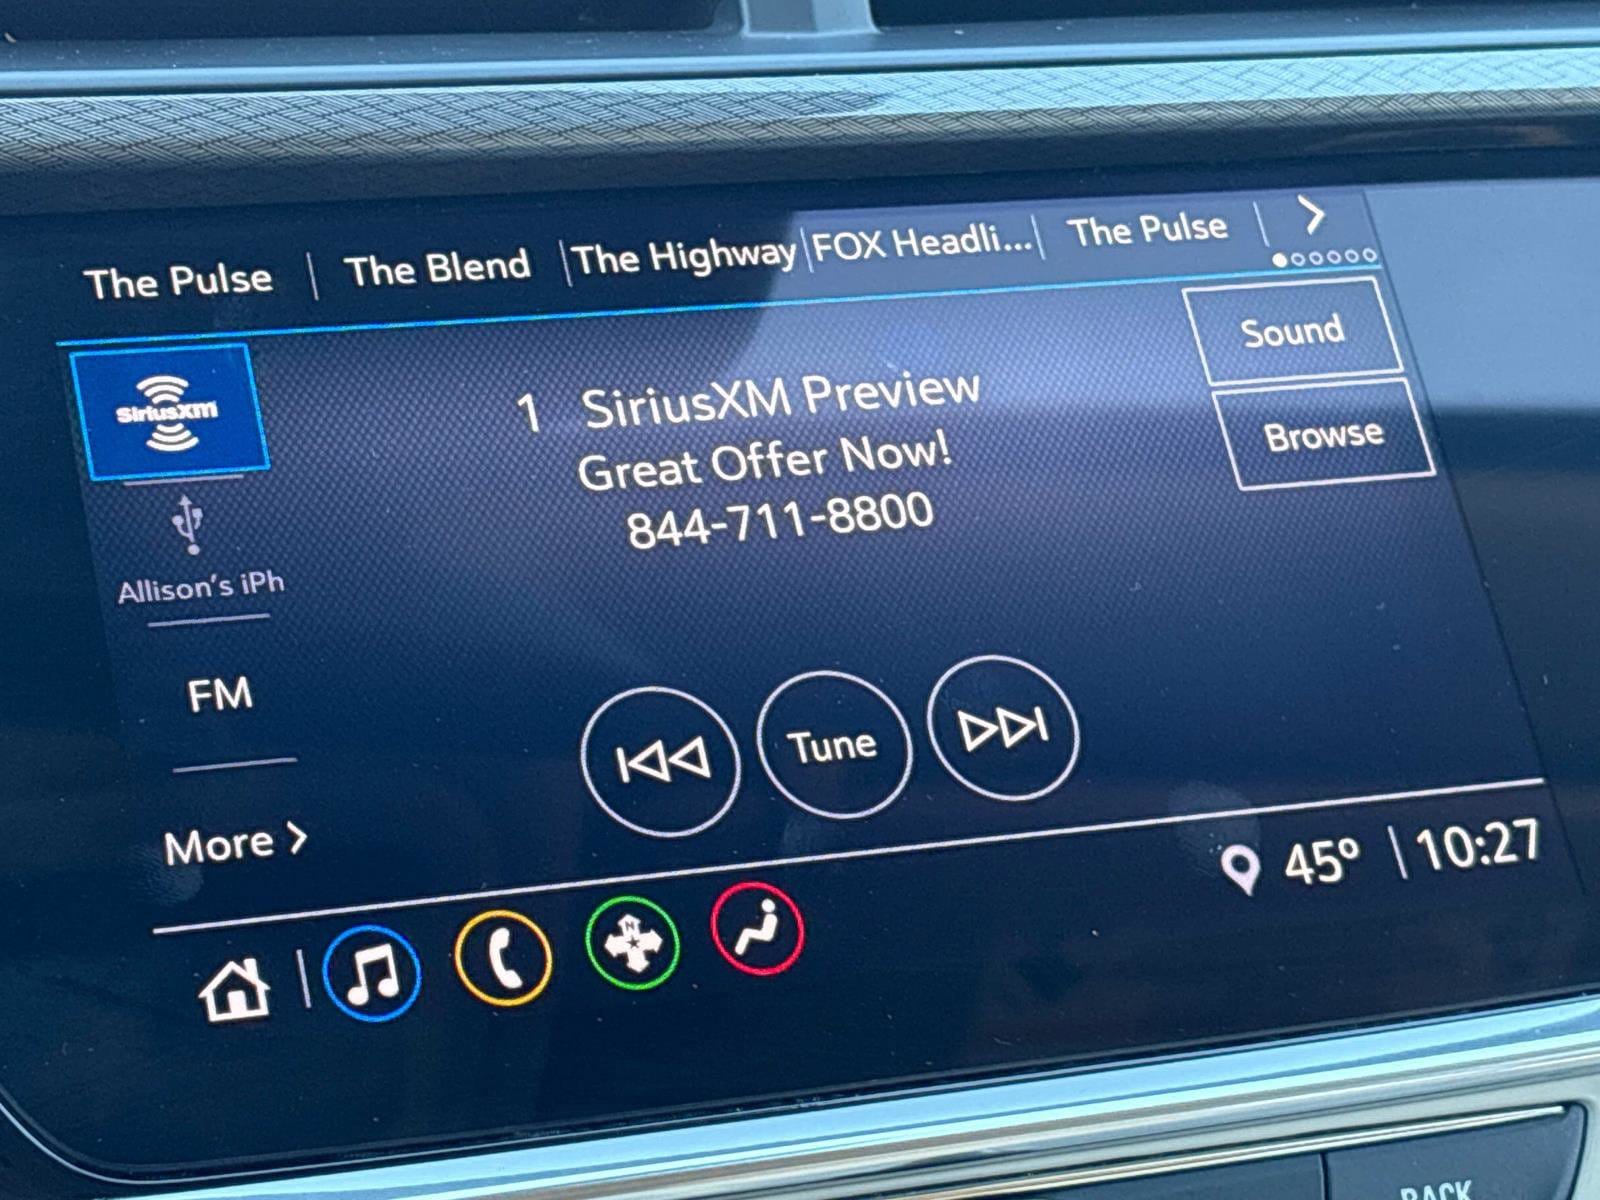 The Pulse | The Blend | The Highway | FOX Headli... | The Pulse
SiriusXM
1 SiriusXM Preview
Great Offer Now!
844-711-8800
Sound
Browse
Allison's iPh
FM
More
Tune
45° | 10:27
N
BACK